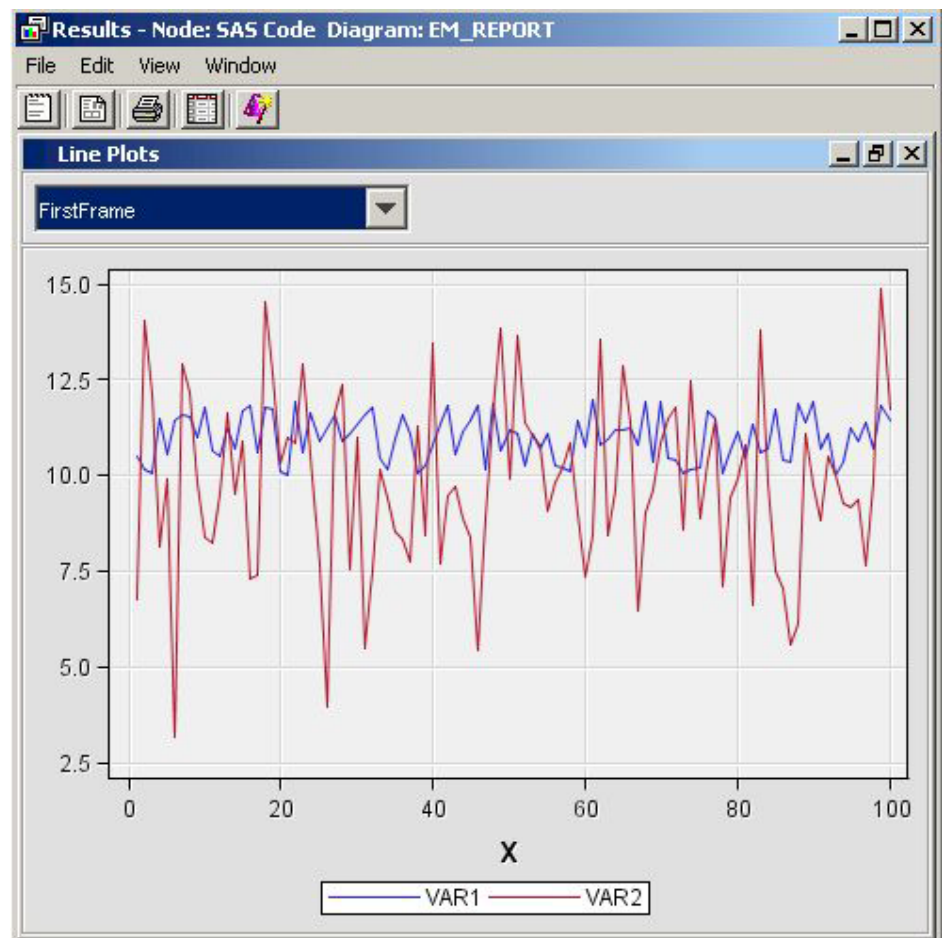 Results - Node: SAS Code Diagram: EM_REPORT
File Edit View Window
Line Plots
FirstFrame
15.0
12.5
10.0
7.5
5.0
2.5
0 20 40 60 80 100
X
VAR1 VAR2